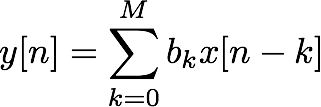 y[n] = \sum_{k=0}^{M} b_k x[n − k]